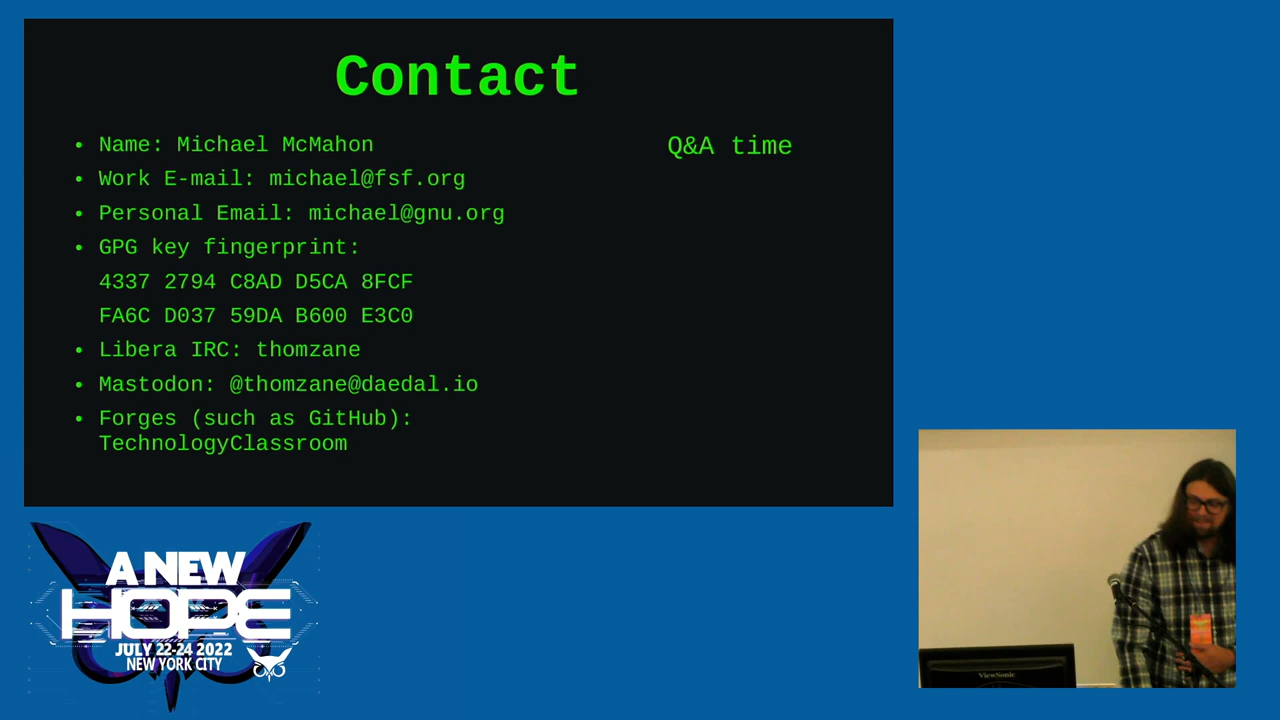 Contact
• Name: Michael McMahon
• Work E-mail: michael@fsf.org
• Personal Email: michael@gnu.org
• GPG key fingerprint:
4337 2794 C8AD D5CA 8FCF
FA6C D037 59DA B600 E3C0
• Libera IRC: thomzane
• Mastodon: @thomzane@daedal.io
• Forges (such as GitHub):
TechnologyClassroom
Q&A time
A NEW
HOPE
JULY 22-24 2022
NEW YORK CITY
ViewSonic